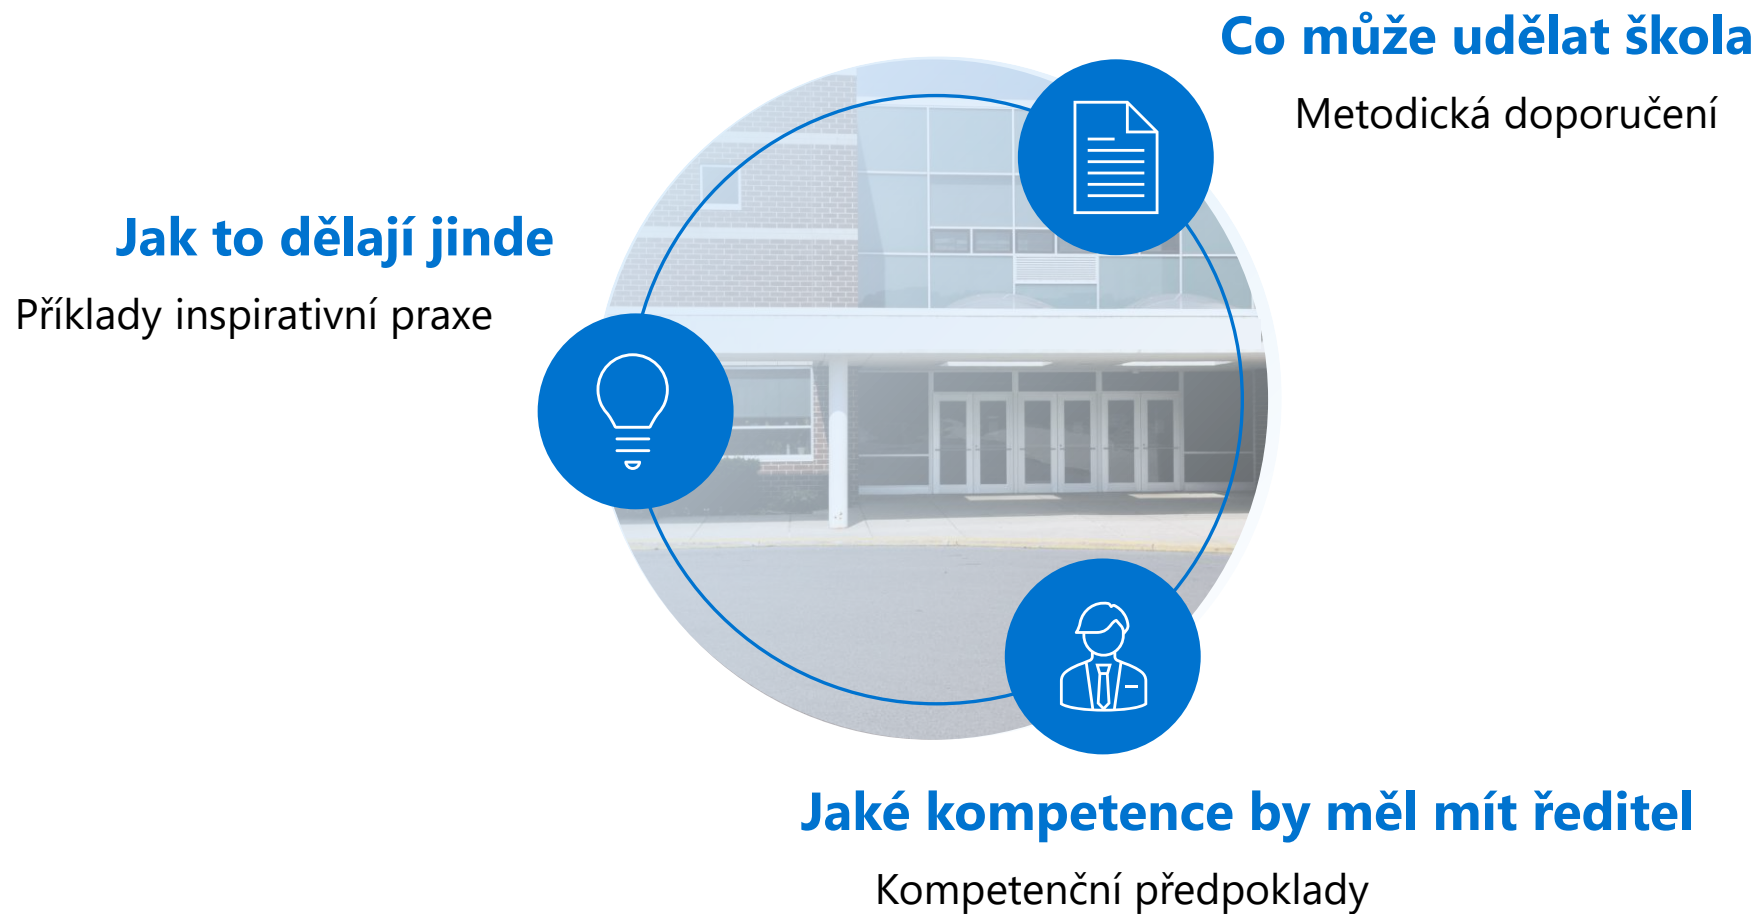 Co může udělat škola
Metodická doporučení
Jak to dělají jinde
Příklady inspirativní praxe
Jaké kompetence by měl mít ředitel
Kompetenční předpoklady